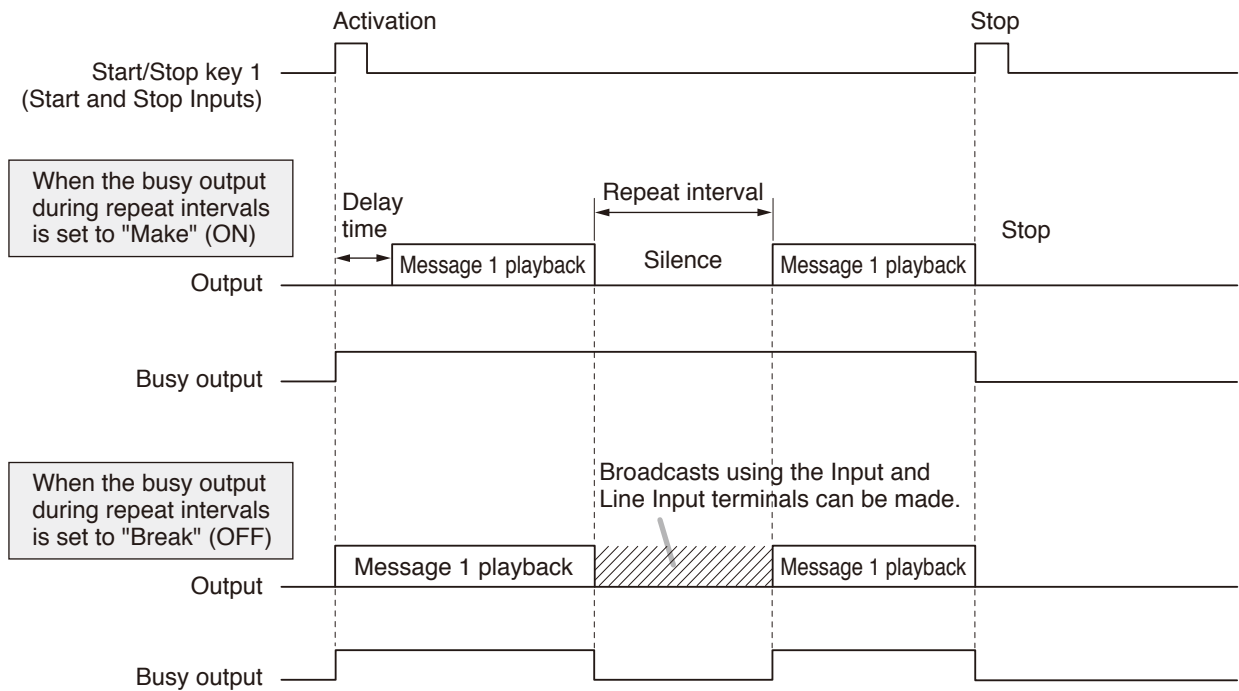 Activation
Stop
Start/Stop key 1
(Start and Stop Inputs)
When the busy output
during repeat intervals
is set to "Make" (ON)
Delay
time
Repeat interval
Stop
Message 1 playback
Silence
Message 1 playback
Output
Busy output
When the busy output
during repeat intervals
is set to "Break" (OFF)
Broadcasts using the Input and
Line Input terminals can be made.
Message 1 playback
Message 1 playback
Output
Busy output